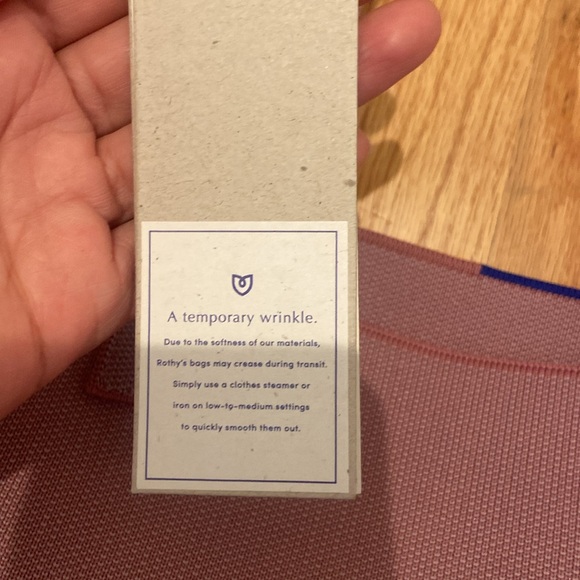 A temporary wrinkle.
Due to the softness of our materials,
Rothy's bags may crease during transit.
Simply use a clothes steamer or
iron on low-to-medium settings
to quickly smooth them out.